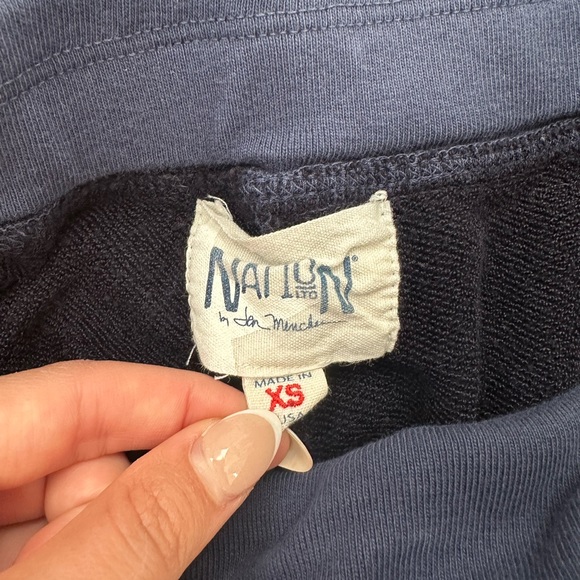 NATION® LTD
by Jen Menchaca
MADE IN
XS
USA